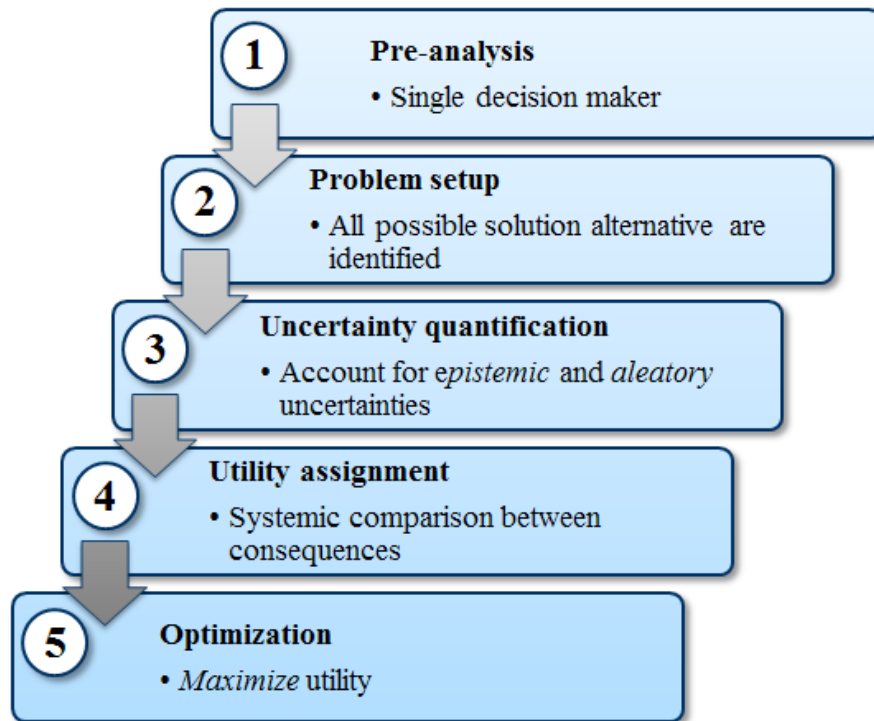 1
Pre-analysis
• Single decision maker
2
Problem setup
• All possible solution alternative are
identified
3
Uncertainty quantification
• Account for epistemic and aleatory
uncertainties
4
Utility assignment
• Systemic comparison between
consequences
5
Optimization
• Maximize utility